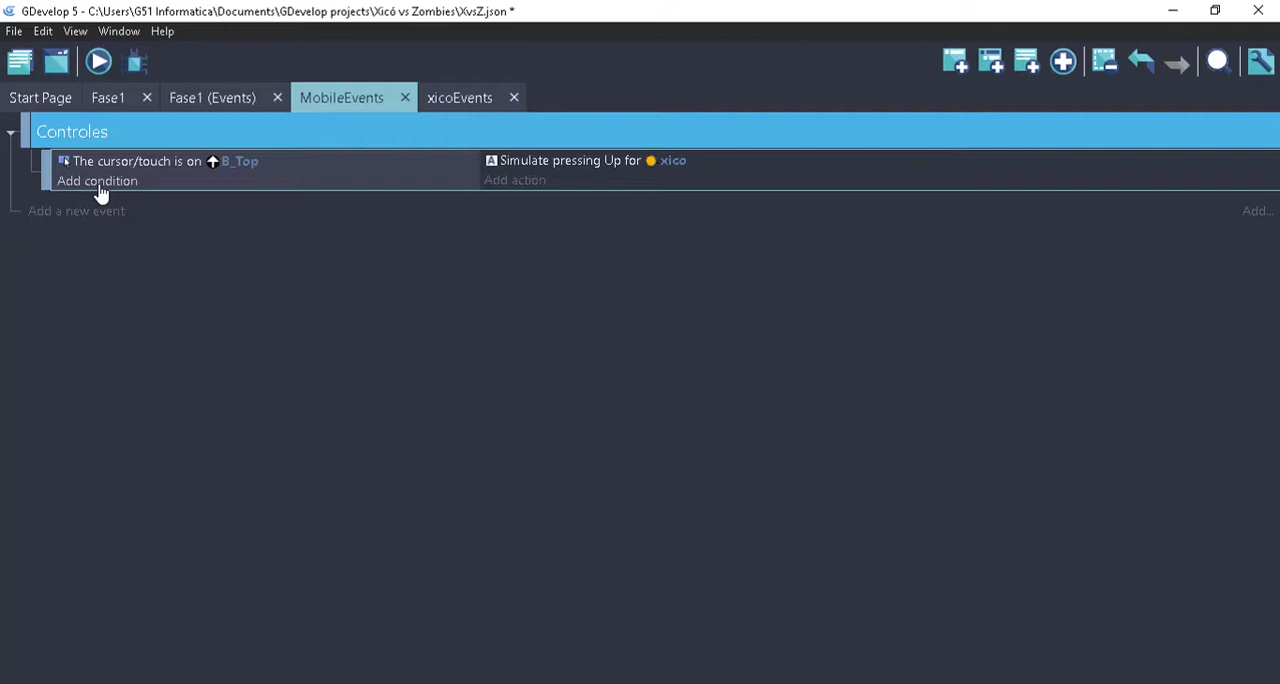 GDevelop 5 - C:\Users\G51 Informatica\Documents\GDevelop projects\Xicó vs Zombies\XvsZ.json *
File Edit View Window Help
Start Page Fase1 Fase1 (Events) MobileEvents xicoEvents
Controles
The cursor/touch is on B_Top Simulate pressing Up for xico
Add condition Add action
Add a new event Add...